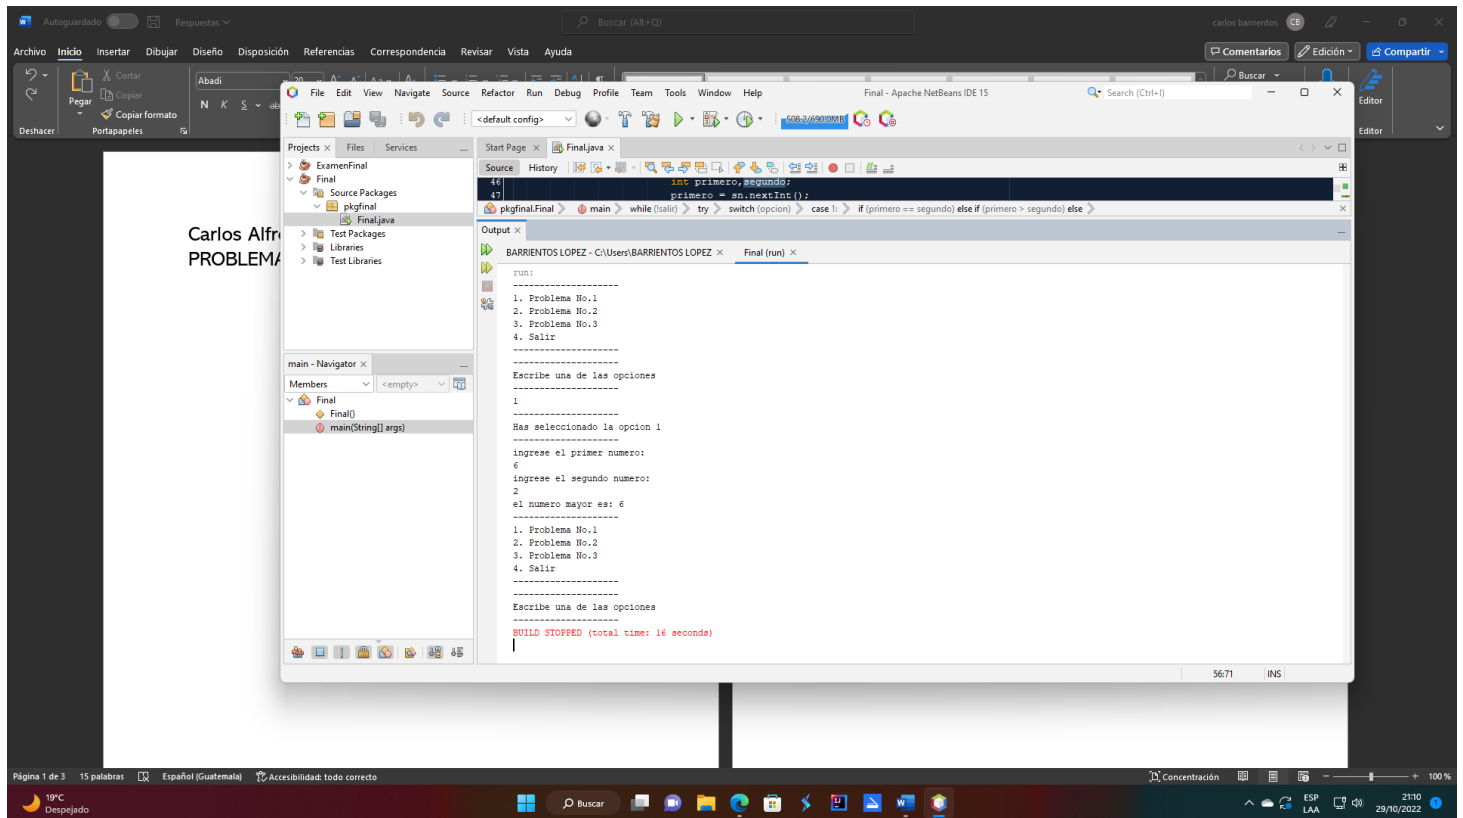 Autoguardado
Respuestas
Buscar (Alt+Q)
carlos barrientos
CB
Archivo Inicio Insertar Dibujar Diseño Disposición Referencias Correspondencia Revisar Vista Ayuda
Comentarios
Edición
Compartir
Pegar
Cortar
Copiar
Copiar formato
Abadi
20
N K S
Buscar
Editor
Deshacer
Portapapeles
Editor
File Edit View Navigate Source Refactor Run Debug Profile Team Tools Window Help
Final - Apache NetBeans IDE 15
Search (Ctrl+I)
<default config>
508.2/690.0MB
Projects Files Services
ExamenFinal
Final
Source Packages
pkgfinal
Final.java
Test Packages
Libraries
Test Libraries
Start Page Final.java
Source History
46 int primero,segundo;
47 primero = sn.nextInt();
pkgfinal.Final main while (!salir) try switch (opcion) case 1: if (primero == segundo) else if (primero > segundo) else
Output
BARRIENTOS LOPEZ - C:\Users\BARRIENTOS LOPEZ
Final (run)
run:
--------------------
1. Problema No.1
2. Problema No.2
3. Problema No.3
4. Salir
--------------------
--------------------
Escribe una de las opciones
--------------------
1
--------------------
Has seleccionado la opcion 1
--------------------
ingrese el primer numero:
6
ingrese el segundo numero:
2
el numero mayor es: 6
--------------------
1. Problema No.1
2. Problema No.2
3. Problema No.3
4. Salir
--------------------
--------------------
Escribe una de las opciones
--------------------
BUILD STOPPED (total time: 16 seconds)
main - Navigator
Members
<empty>
Final
Final()
main(String[] args)
56:71 INS
Carlos Alfr
PROBLEMA
Página 1 de 3 15 palabras Español (Guatemala) Accesibilidad: todo correcto
Concentración
100 %
19°C
Despejado
Buscar
ESP
LAA
21:10
29/10/2022
1